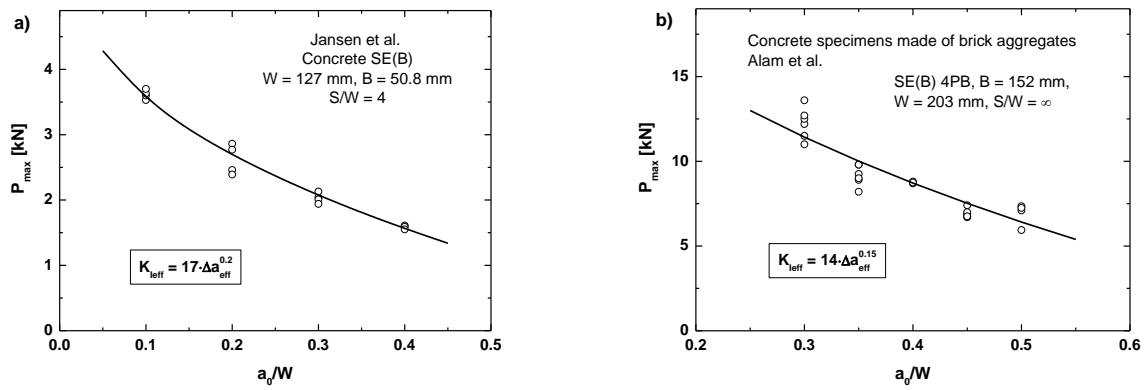 a)
Jansen et al.
Concrete SE(B)
W = 127 mm, B = 50.8 mm
S/W = 4
P_max [kN]
4
3
2
1
0
K_Ieff = 17·Δa_eff^0.2
0.0 0.1 0.2 0.3 0.4 0.5
a_0/W
b)
Concrete specimens made of brick aggregates
Alam et al.
SE(B) 4PB, B = 152 mm,
W = 203 mm, S/W = ∞
P_max [kN]
15
10
5
0
K_Ieff = 14·Δa_eff^0.15
0.2 0.3 0.4 0.5 0.6
a_0/W